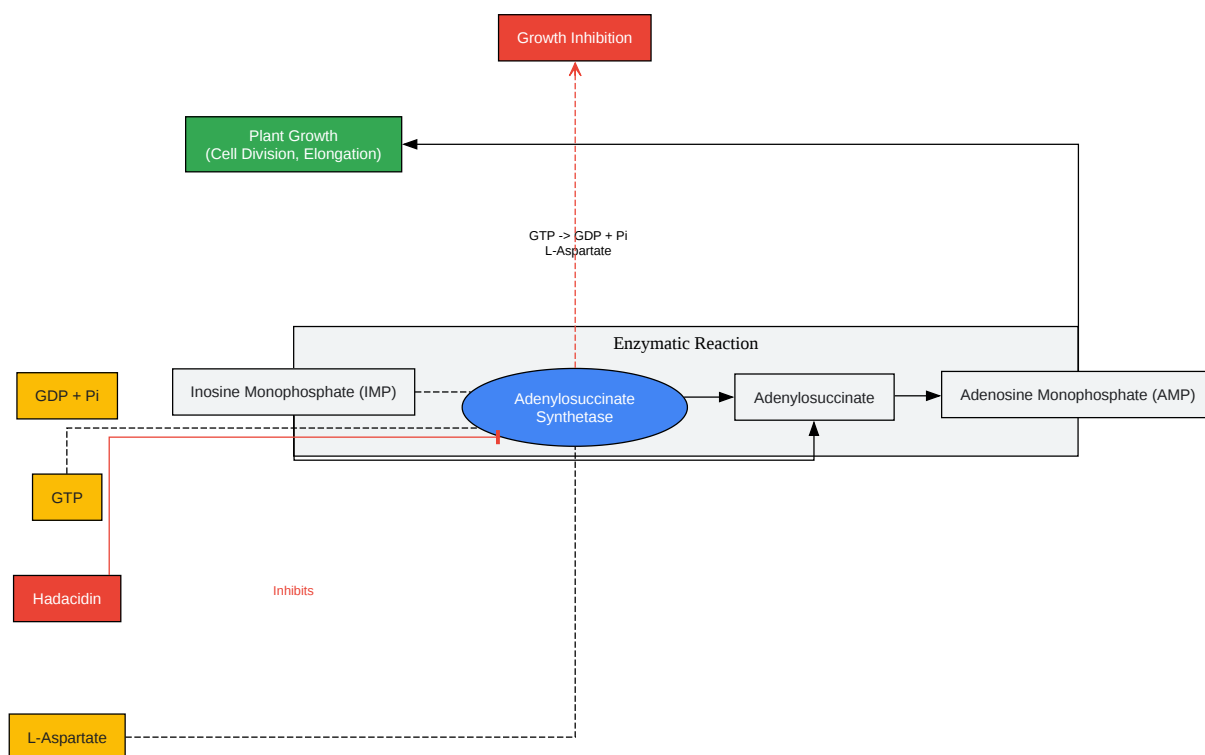 Growth Inhibition
Plant Growth
(Cell Division, Elongation)
GTP -> GDP + Pi
L-Aspartate
Enzymatic Reaction
GDP + Pi
Inosine Monophosphate (IMP)
Adenylosuccinate
Synthetase
Adenylosuccinate
Adenosine Monophosphate (AMP)
GTP
Hadacidin
Inhibits
L-Aspartate